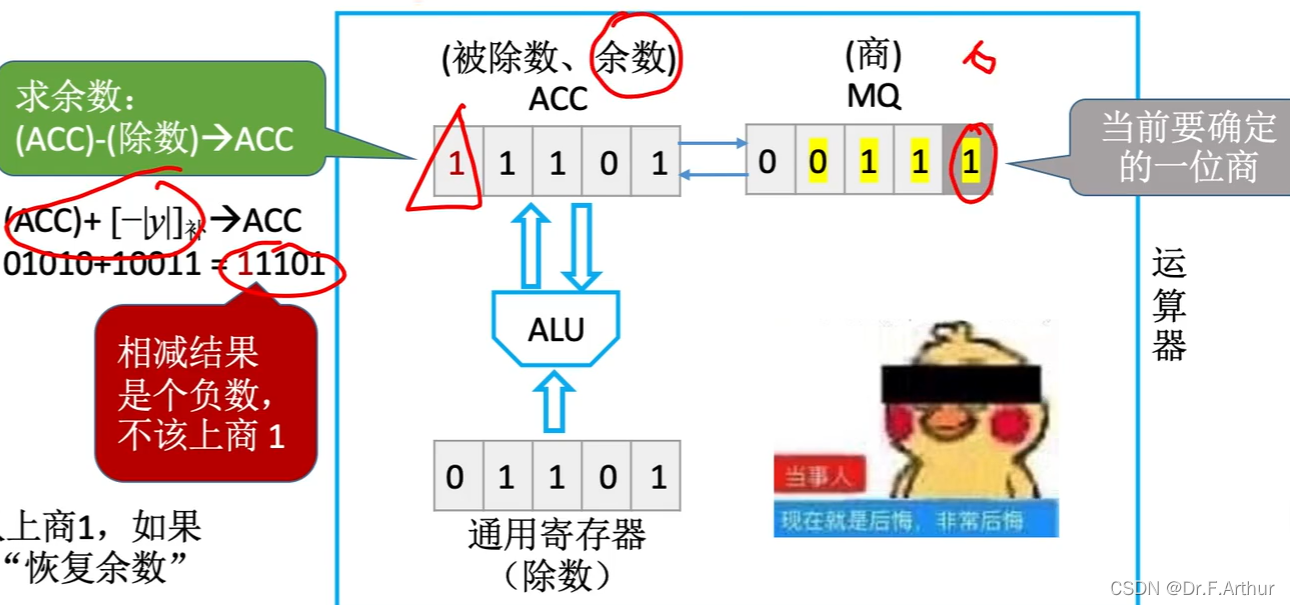 (被除数、余数)
ACC
(商)
MQ
求余数：
(ACC)-(除数)→ACC
1 1 1 0 1
0 0 1 1 1
当前要确定
的一位商
(ACC)+ [−|y|]补 →ACC
01010+10011 = 11101
相减结果
是个负数，
不该上商 1
ALU
运
算
器
0 1 1 0 1
通用寄存器
（除数）
当事人
现在就是后悔，非常后悔
上商1，如果
“恢复余数”
CSDN @Dr.F.Arthur